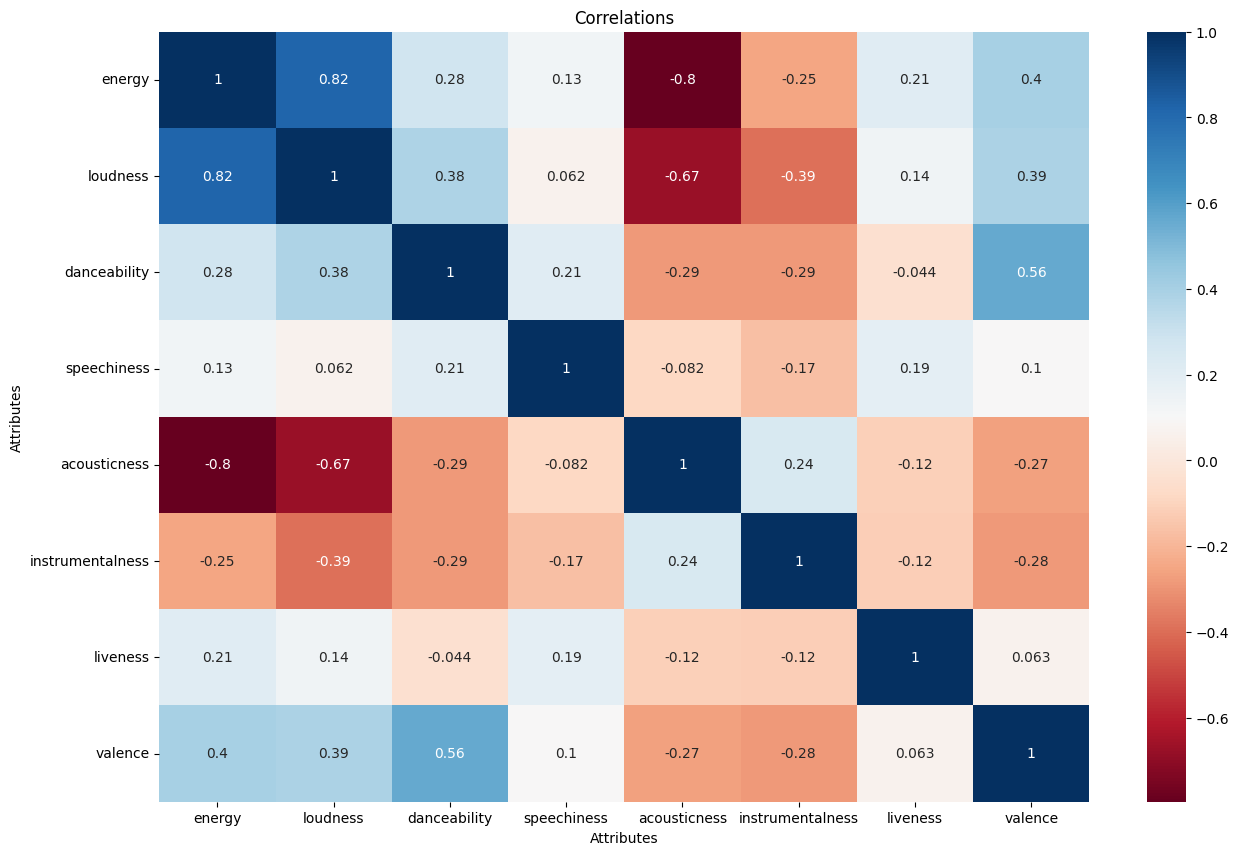 Correlations
energy 1 0.82 0.28 0.13 -0.8 -0.25 0.21 0.4
loudness 0.82 1 0.38 0.062 -0.67 -0.39 0.14 0.39
danceability 0.28 0.38 1 0.21 -0.29 -0.29 -0.044 0.56
speechiness 0.13 0.062 0.21 1 -0.082 -0.17 0.19 0.1
acousticness -0.8 -0.67 -0.29 -0.082 1 0.24 -0.12 -0.27
instrumentalness -0.25 -0.39 -0.29 -0.17 0.24 1 -0.12 -0.28
liveness 0.21 0.14 -0.044 0.19 -0.12 -0.12 1 0.063
valence 0.4 0.39 0.56 0.1 -0.27 -0.28 0.063 1
Attributes
energy loudness danceability speechiness acousticness instrumentalness liveness valence
Attributes
1.0
0.8
0.6
0.4
0.2
0.0
−0.2
−0.4
−0.6